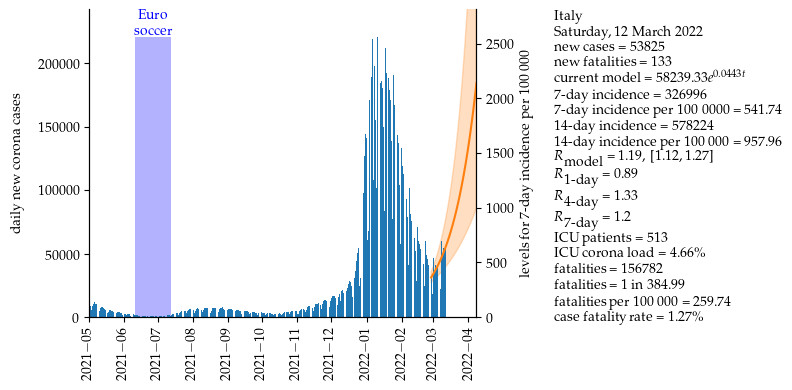 Euro
soccer
daily new corona cases
200000
150000
100000
50000
0
2021−05
2021−06
2021−07
2021−08
2021−09
2021−10
2021−11
2021−12
2022−01
2022−02
2022−03
2022−04
2500
2000
1500
1000
500
0
levels for 7-day incidence per 100 000
Italy
Saturday, 12 March 2022
new cases = 53825
new fatalities = 133
current model = 58239.33e^0.0443t
7-day incidence = 326996
7-day incidence per 100 0000 = 541.74
14-day incidence = 578224
14-day incidence per 100 000 = 957.96
R_model = 1.19, [1.12, 1.27]
R_1-day = 0.89
R_4-day = 1.33
R_7-day = 1.2
ICU patients = 513
ICU corona load = 4.66%
fatalities = 156782
fatalities = 1 in 384.99
fatalities per 100 000 = 259.74
case fatality rate = 1.27%